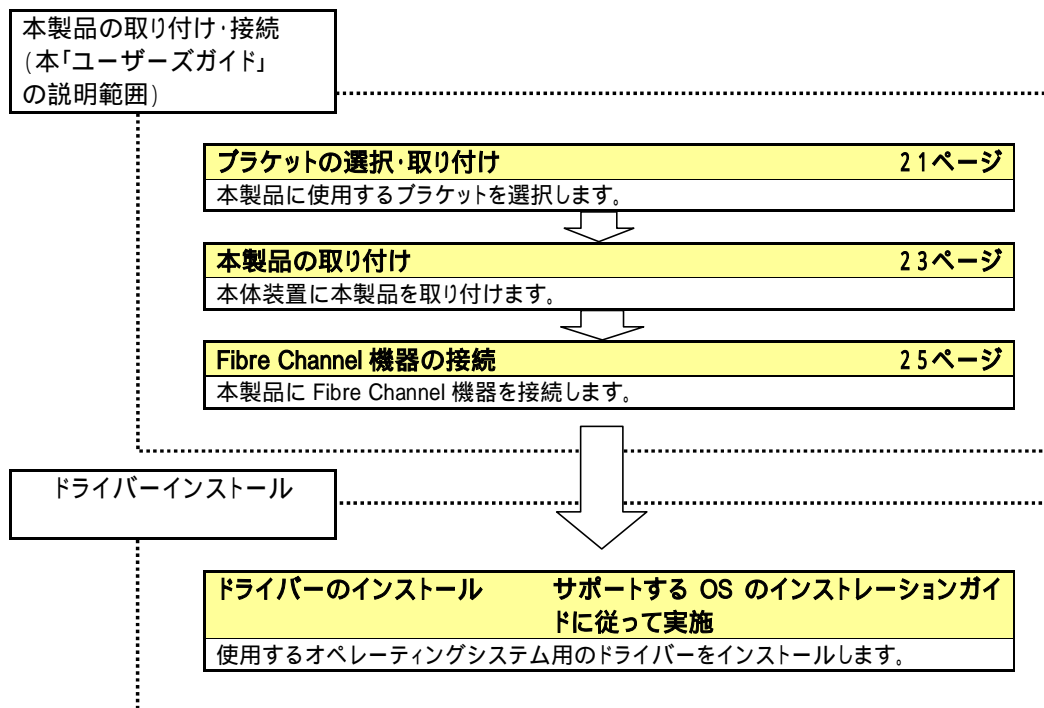 本製品の取り付け・接続
(本｢ユーザーズガイド｣
の説明範囲)
ブラケットの選択・取り付け 21ページ
本製品に使用するブラケットを選択します。
本製品の取り付け 23ページ
本体装置に本製品を取り付けます。
Fibre Channel 機器の接続 25ページ
本製品に Fibre Channel 機器を接続します。
ドライバーインストール
ドライバーのインストール サポートする OS のインストレーションガイ
ドに従って実施
使用するオペレーティングシステム用のドライバーをインストールします。